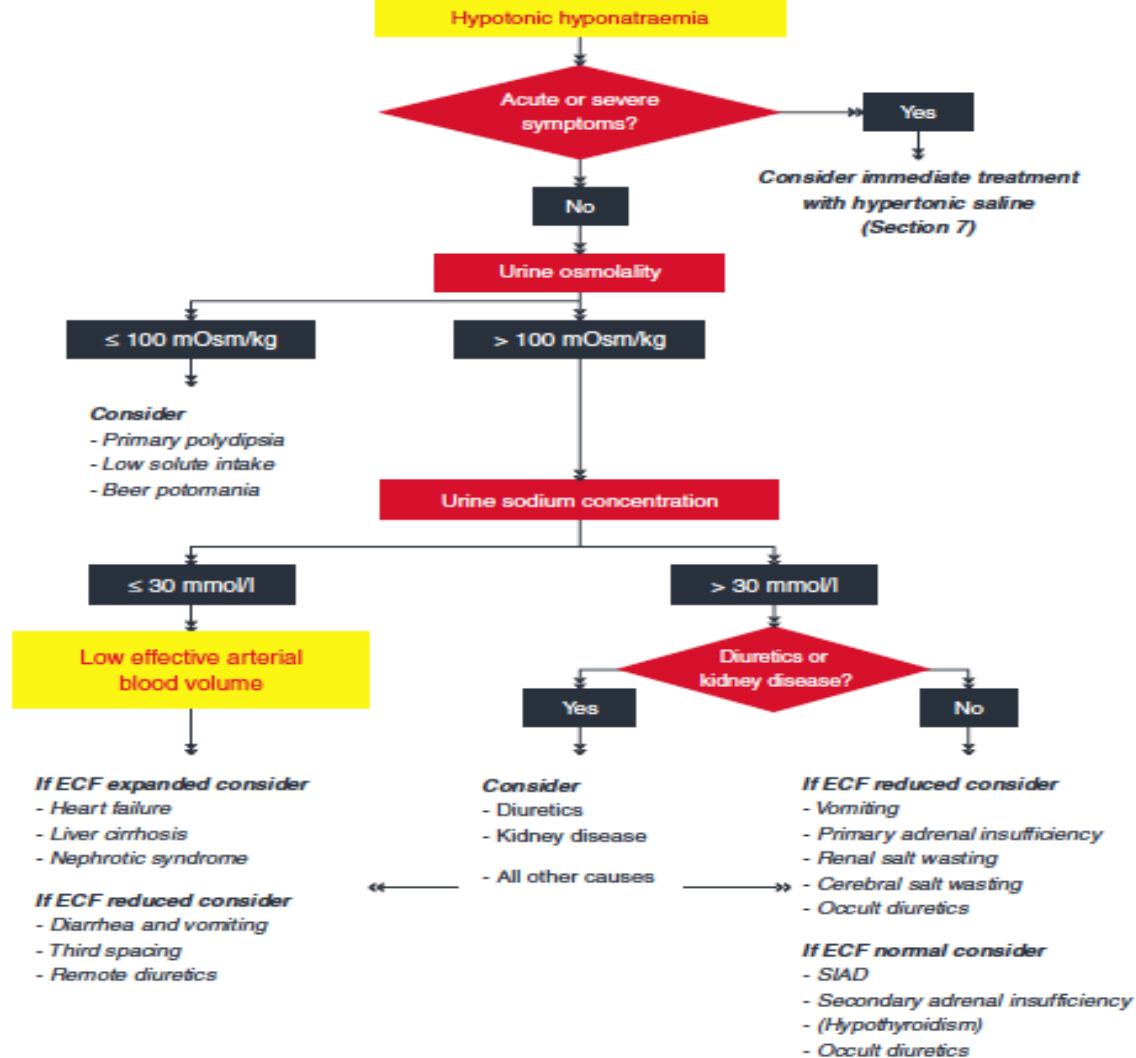 Hypotonic hyponatraemia
Acute or severe
symptoms?
Yes
Consider immediate treatment
with hypertonic saline
(Section 7)
No
Urine osmolality
≤ 100 mOsm/kg
> 100 mOsm/kg
Consider
- Primary polydipsia
- Low solute intake
- Beer potomania
Urine sodium concentration
≤ 30 mmol/l
> 30 mmol/l
Low effective arterial
blood volume
Diuretics or
kidney disease?
Yes
No
If ECF expanded consider
- Heart failure
- Liver cirrhosis
- Nephrotic syndrome
If ECF reduced consider
- Diarrhea and vomiting
- Third spacing
- Remote diuretics
Consider
- Diuretics
- Kidney disease
- All other causes
If ECF reduced consider
- Vomiting
- Primary adrenal insufficiency
- Renal salt wasting
- Cerebral salt wasting
- Occult diuretics
If ECF normal consider
- SIAD
- Secondary adrenal insufficiency
- (Hypothyroidism)
- Occult diuretics